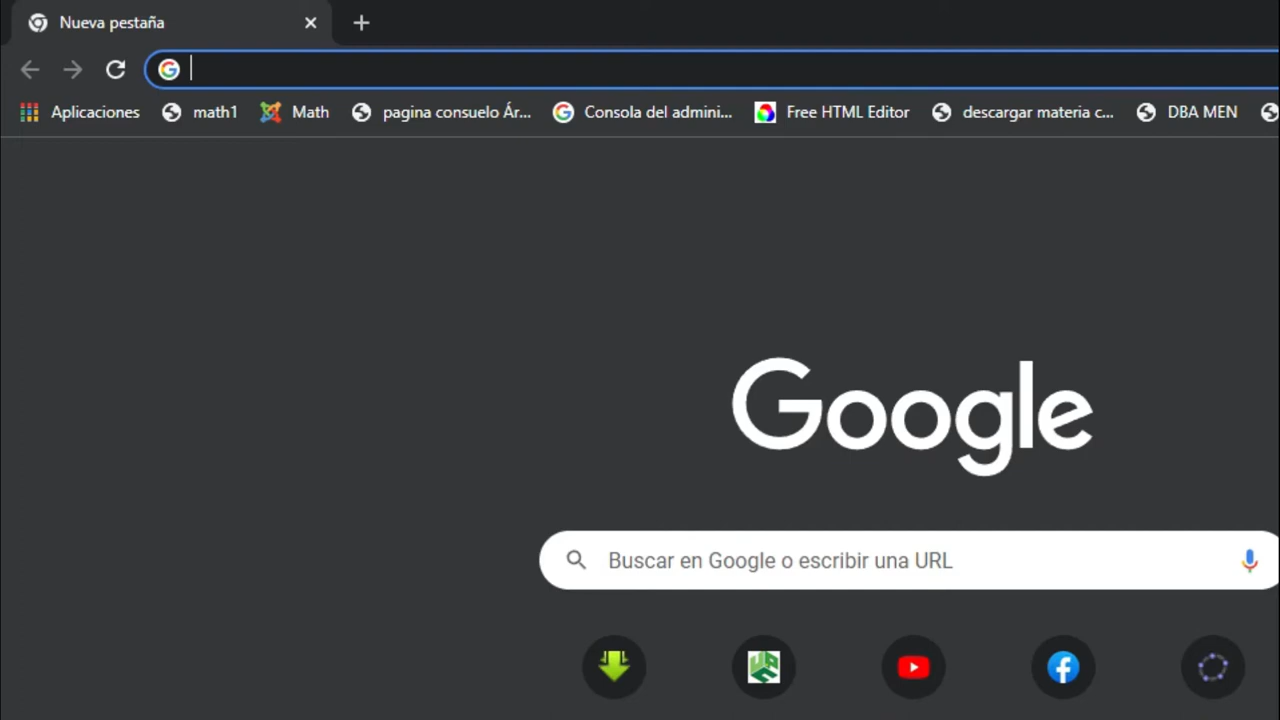 Nueva pestaña
Aplicaciones math1 Math pagina consuelo Ár... Consola del admini... Free HTML Editor descargar materia c... DBA MEN
Google
Buscar en Google o escribir una URL